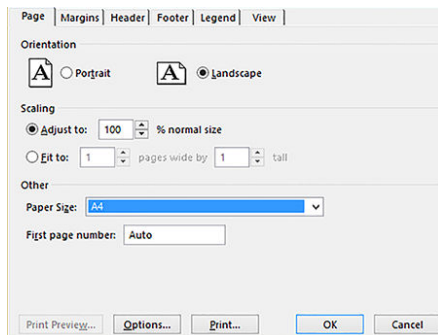 Page Margins Header Footer Legend View
Orientation
A Portrait A Landscape
Scaling
Adjust to: 100 % normal size
Fit to: 1 pages wide by 1 tall
Other
Paper Size: A4
First page number: Auto
Print Preview... Options... Print... OK Cancel